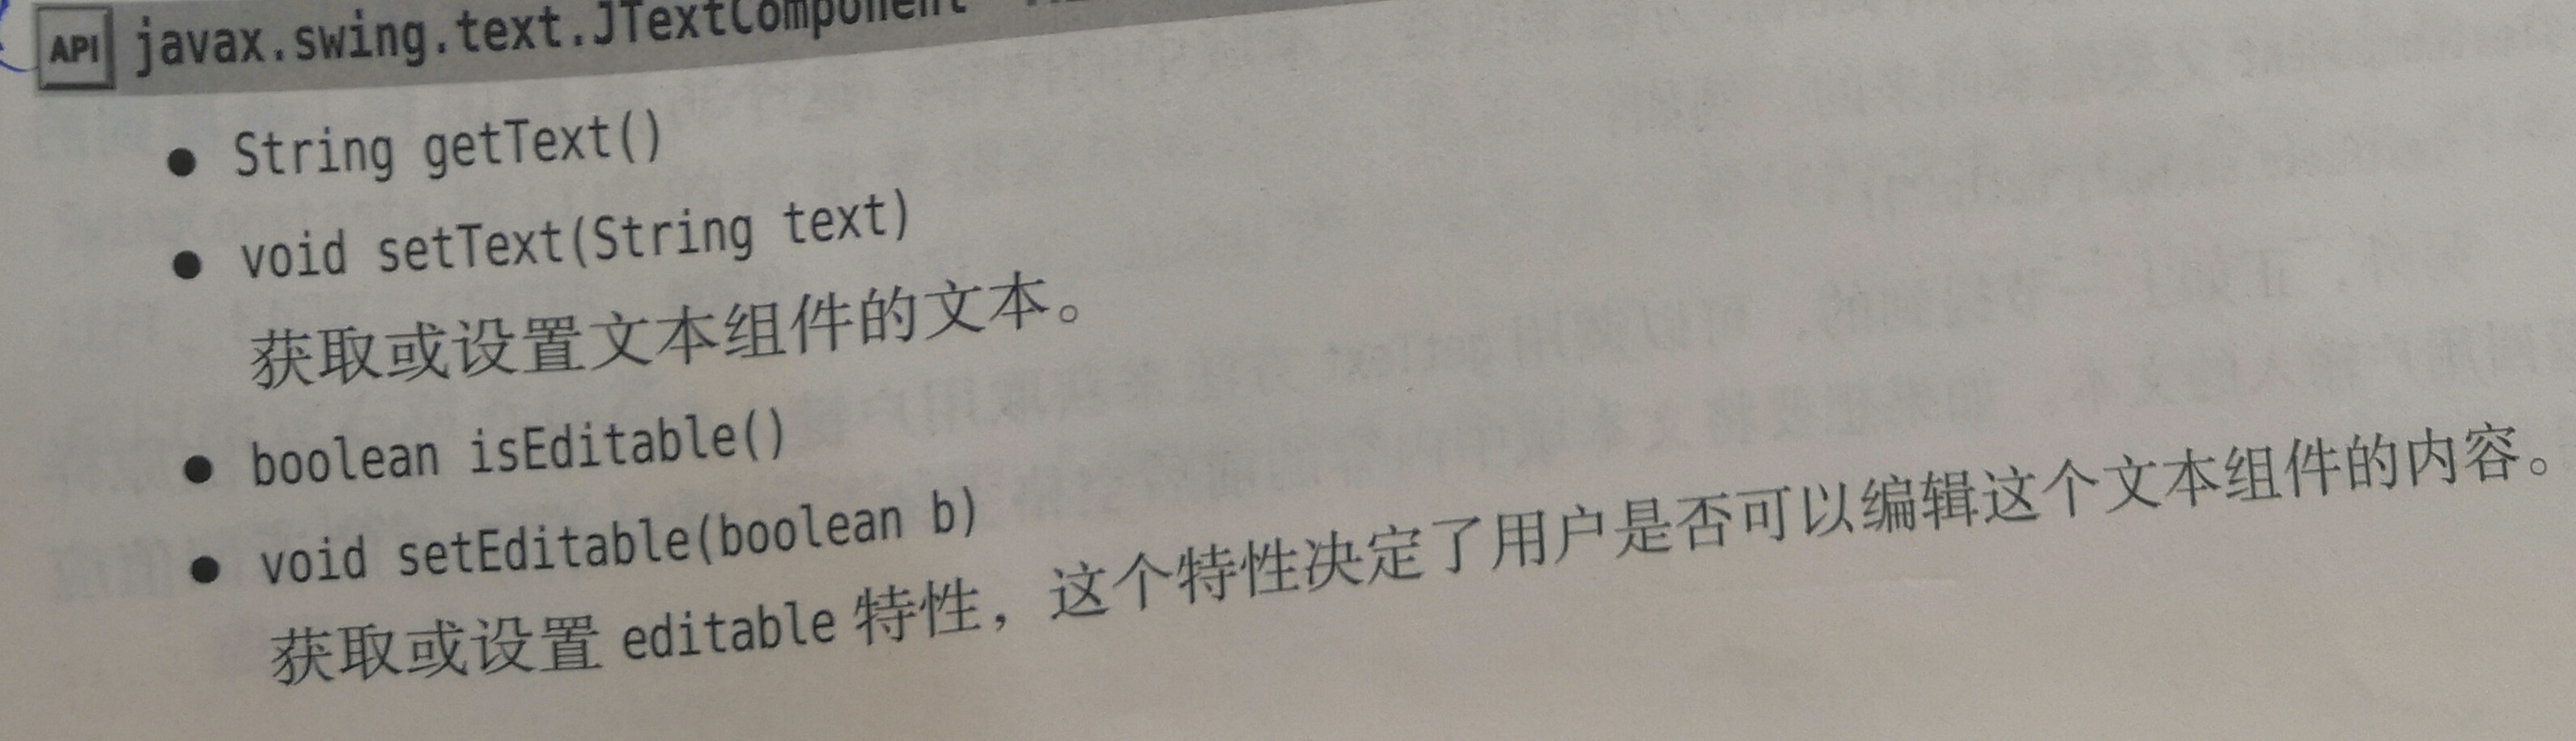 API javax.swing.text.JTextComponent
● String getText()
● void setText(String text)
获取或设置文本组件的文本。
● boolean isEditable()
● void setEditable(boolean b)
获取或设置 editable 特性，这个特性决定了用户是否可以编辑这个文本组件的内容。